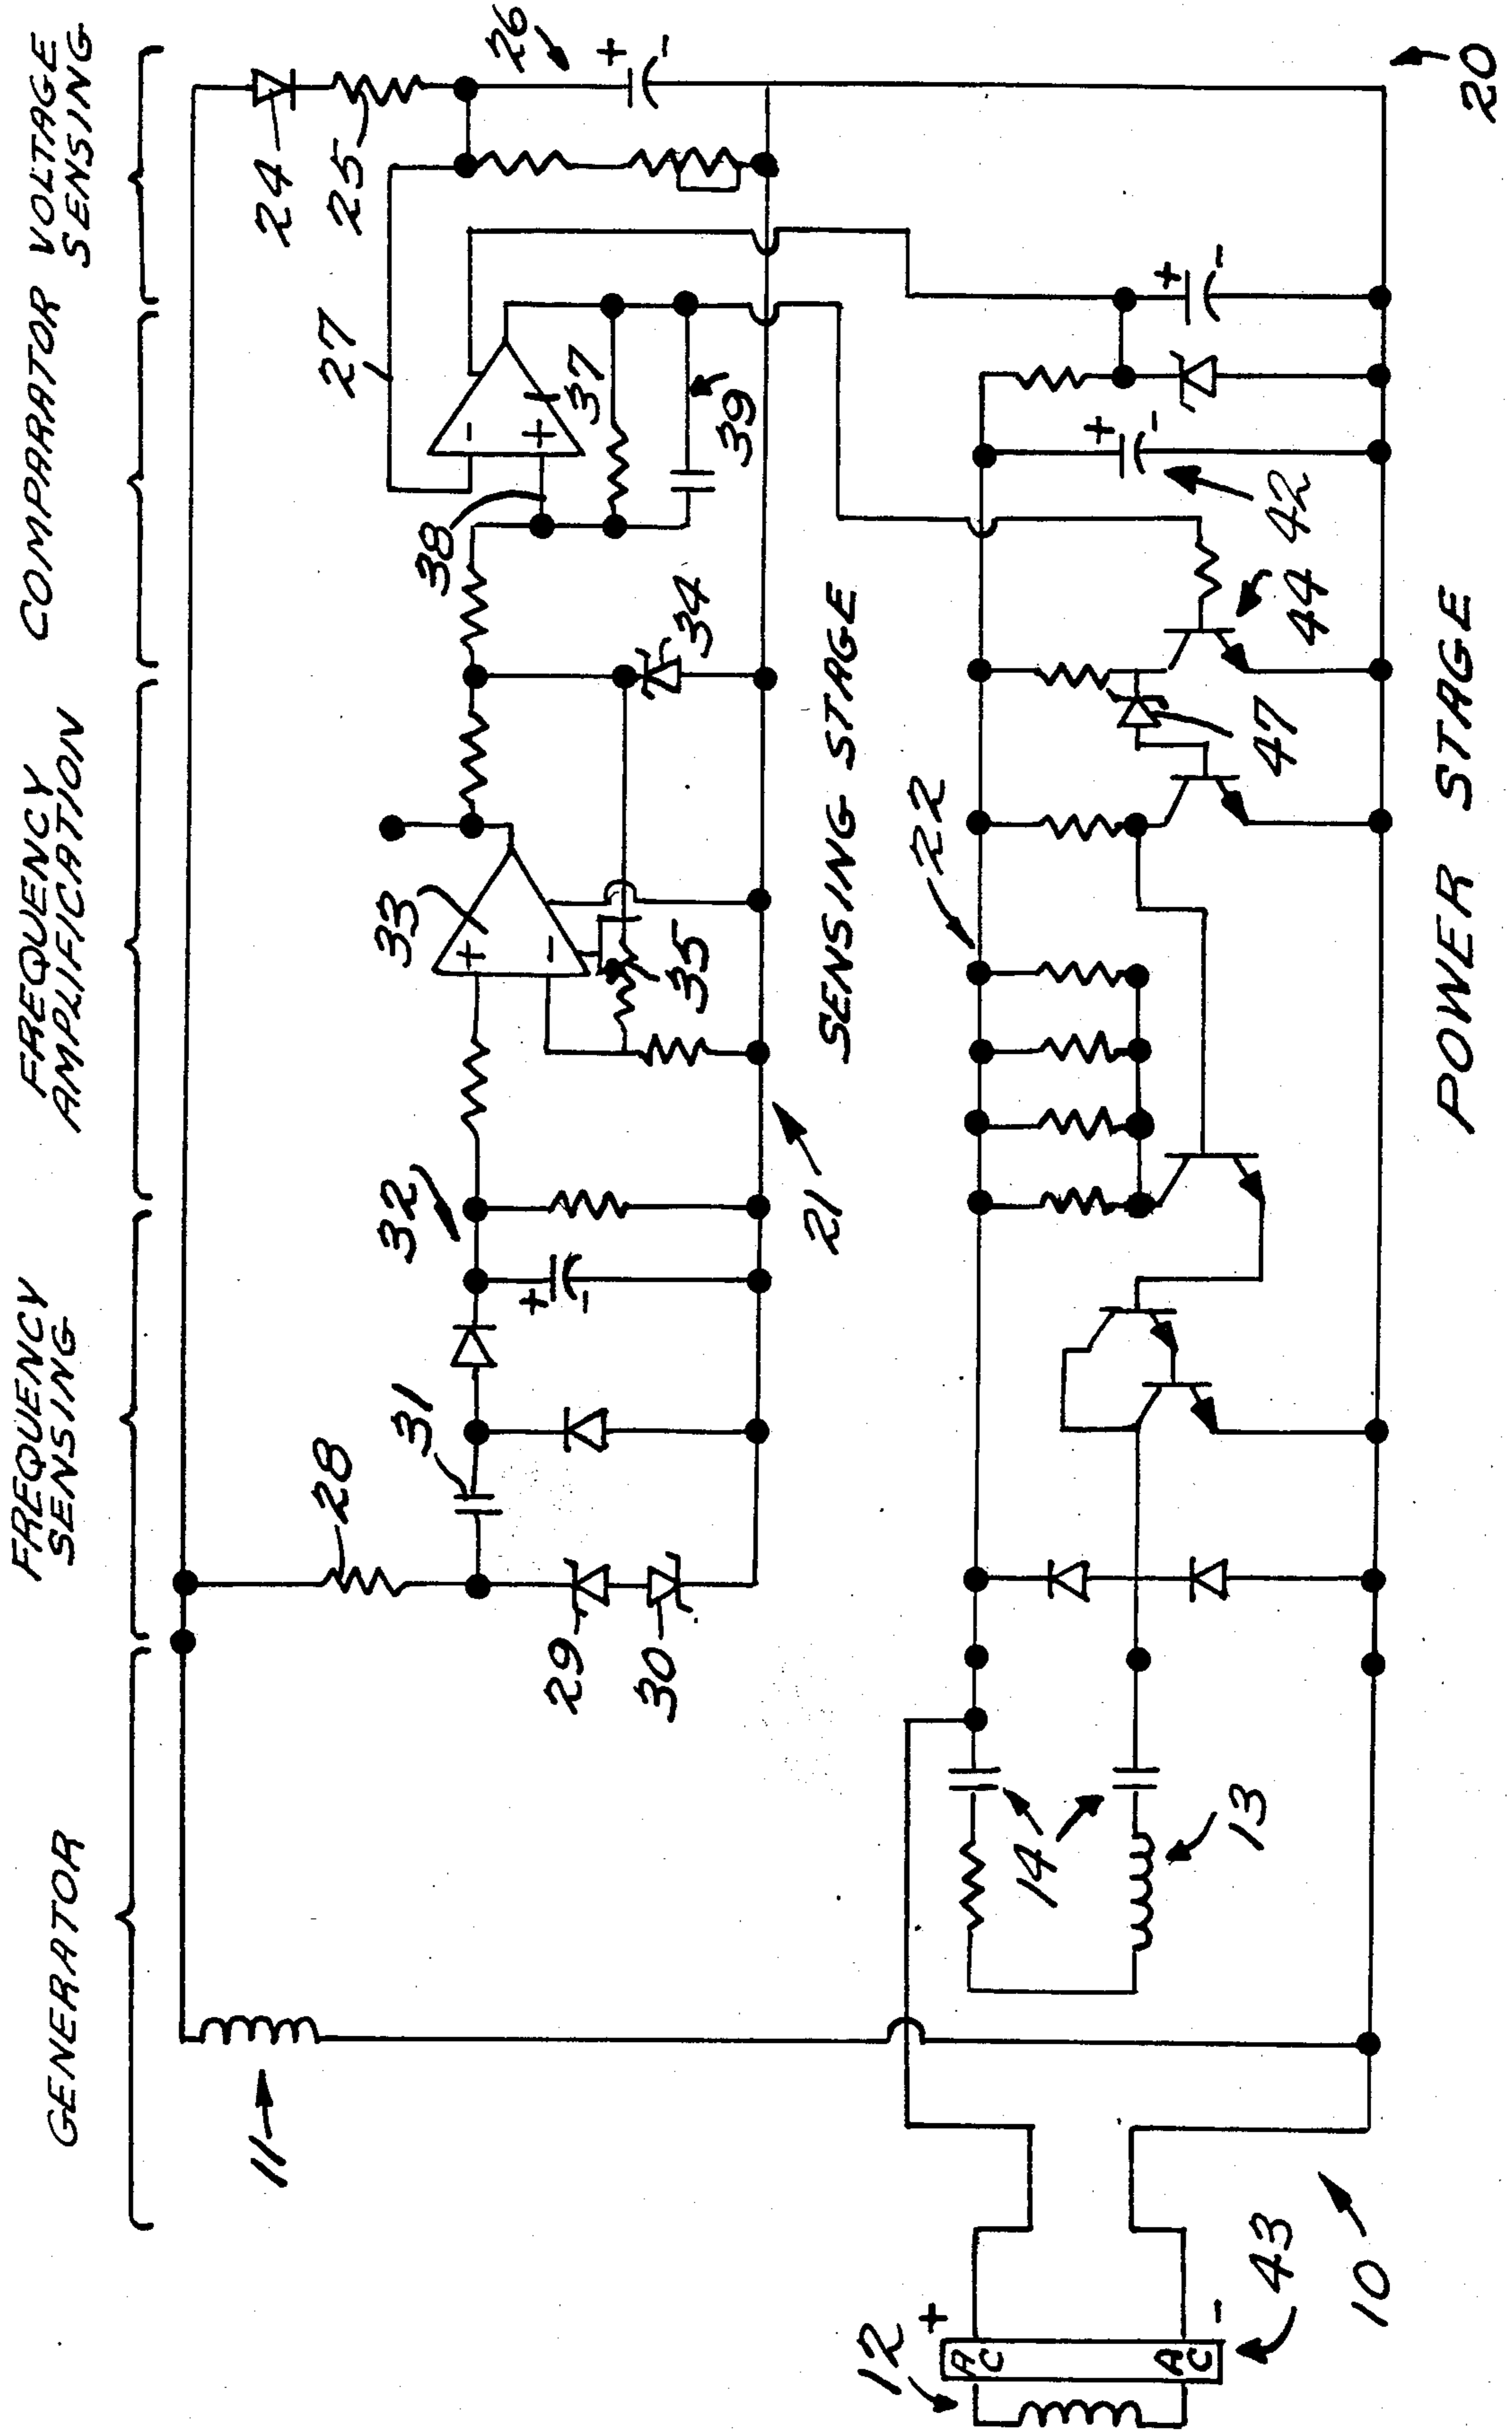 GENERATOR
FREQUENCY
SENSING
FREQUENCY
AMPLIFICATION
COMPARATOR
VOLTAGE
SENSING
11
28
29
30
31
32
33
35
34
38
37
39
27
24
25
26
+
-
+
-
+
-
-
+
21
SENSING STAGE
12
+
-
A
C
A
C
43
10
14
13
22
47
44
42
+
-
+
-
POWER STAGE
20